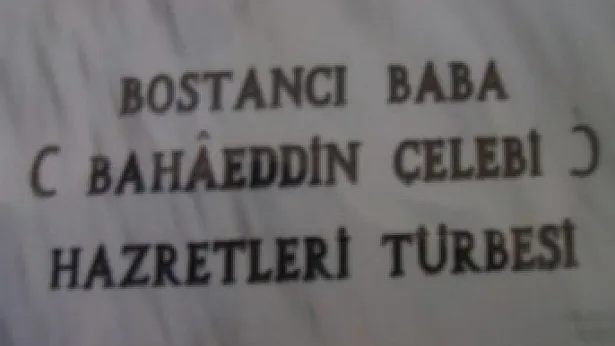 BOSTANCI BABA
( BAHÂEDDİN ÇELEBİ )
HAZRETLERİ TÜRBESİ